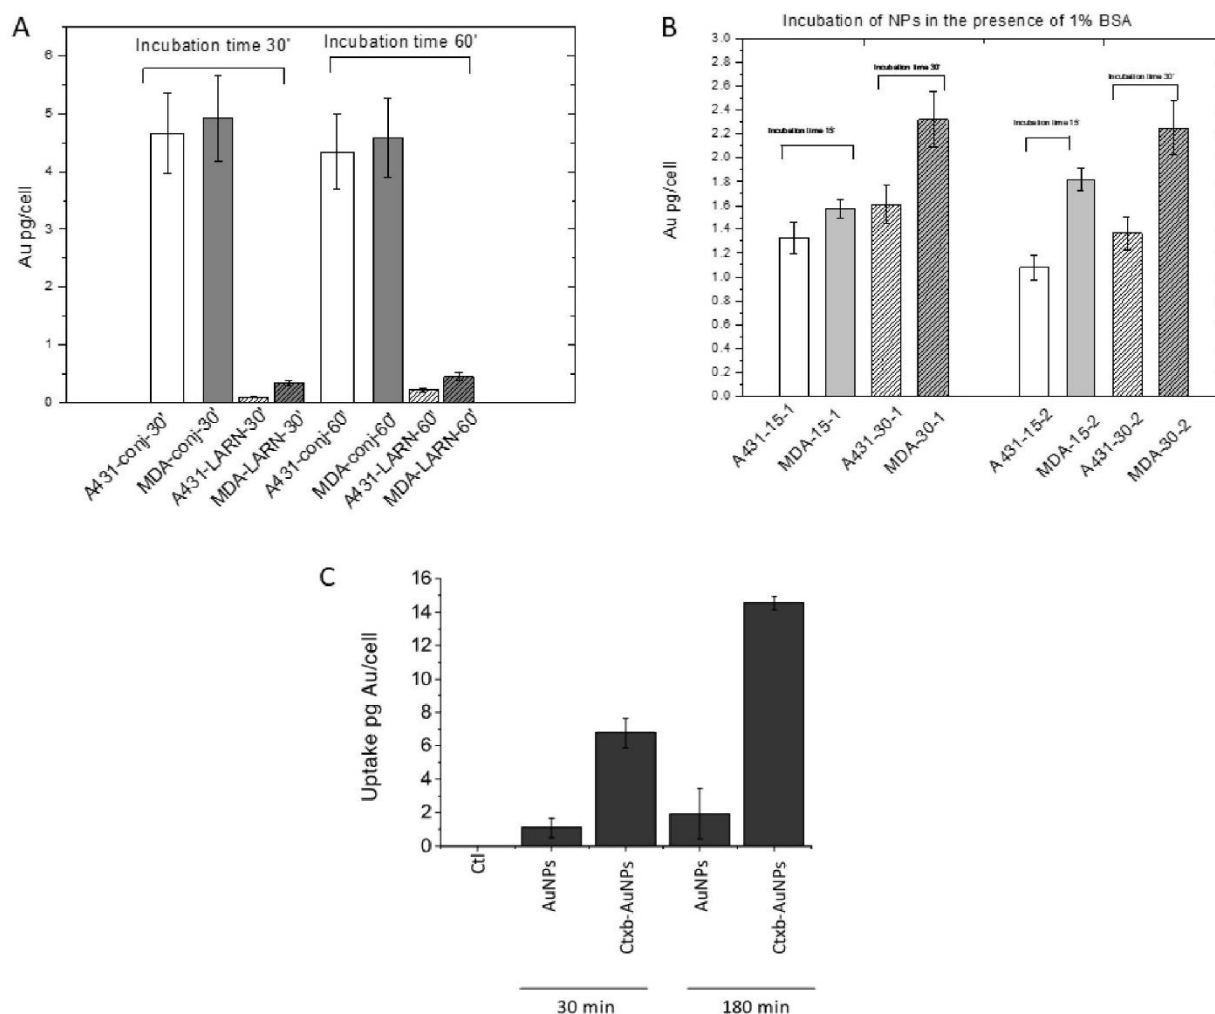 A
Incubation time 30'
Incubation time 60'
6
5
4
3
2
1
0
Au pg/cell
A431-conj-30'
MDA-conj-30'
A431-LARN-30'
MDA-LARN-30'
A431-conj-60'
MDA-conj-60'
A431-LARN-60'
MDA-LARN-60'
B
Incubation of NPs in the presence of 1% BSA
3.0
2.8
2.6
2.4
2.2
2.0
1.8
1.6
1.4
1.2
1.0
0.8
0.6
0.4
0.2
0.0
Au pg/cell
Incubation time 15'
Incubation time 30'
Incubation time 15'
Incubation time 30'
A431-15-1
MDA-15-1
A431-30-1
MDA-30-1
A431-15-2
MDA-15-2
A431-30-2
MDA-30-2
C
16
14
12
10
8
6
4
2
0
Uptake pg Au/cell
Ctl
AuNPs
Ctxb-AuNPs
AuNPs
Ctxb-AuNPs
30 min
180 min